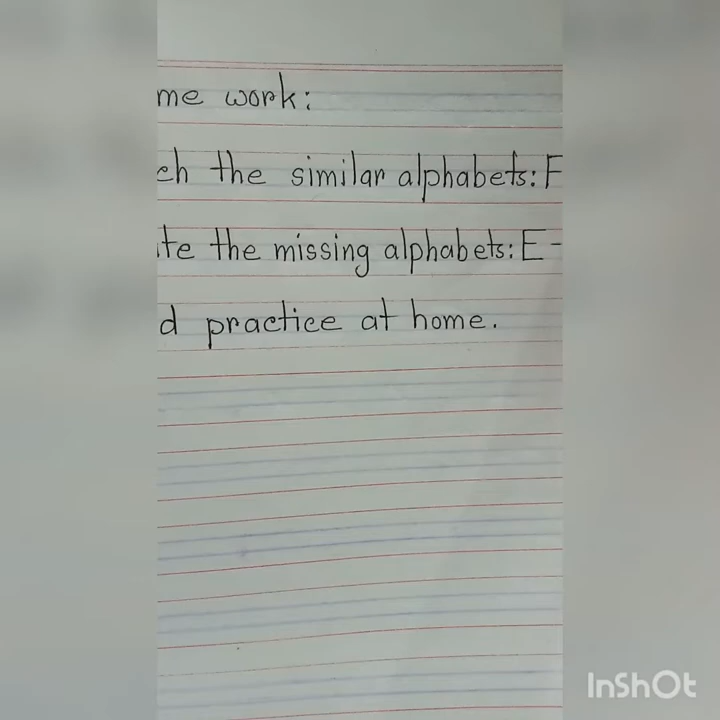 me work:
ch the similar alphabets: F
ite the missing alphabets: E-
d practice at home.
InShOt